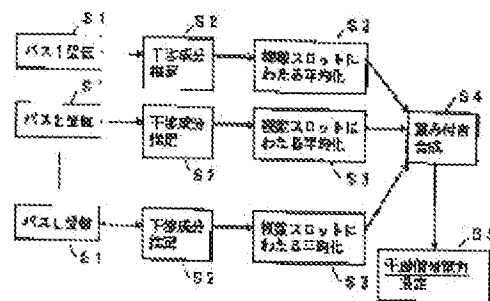 S1
S2
S3
パス1受信
干渉成分
推定
複数スロットに
わたる平均化
S1
S4
パス2受信
干渉成分
推定
複数スロットに
わたる平均化
重み付け
合成
S2
S3
パスL受信
干渉成分
推定
複数スロットに
わたる平均化
S5
干渉信号電力
測定
S1
S2
S3